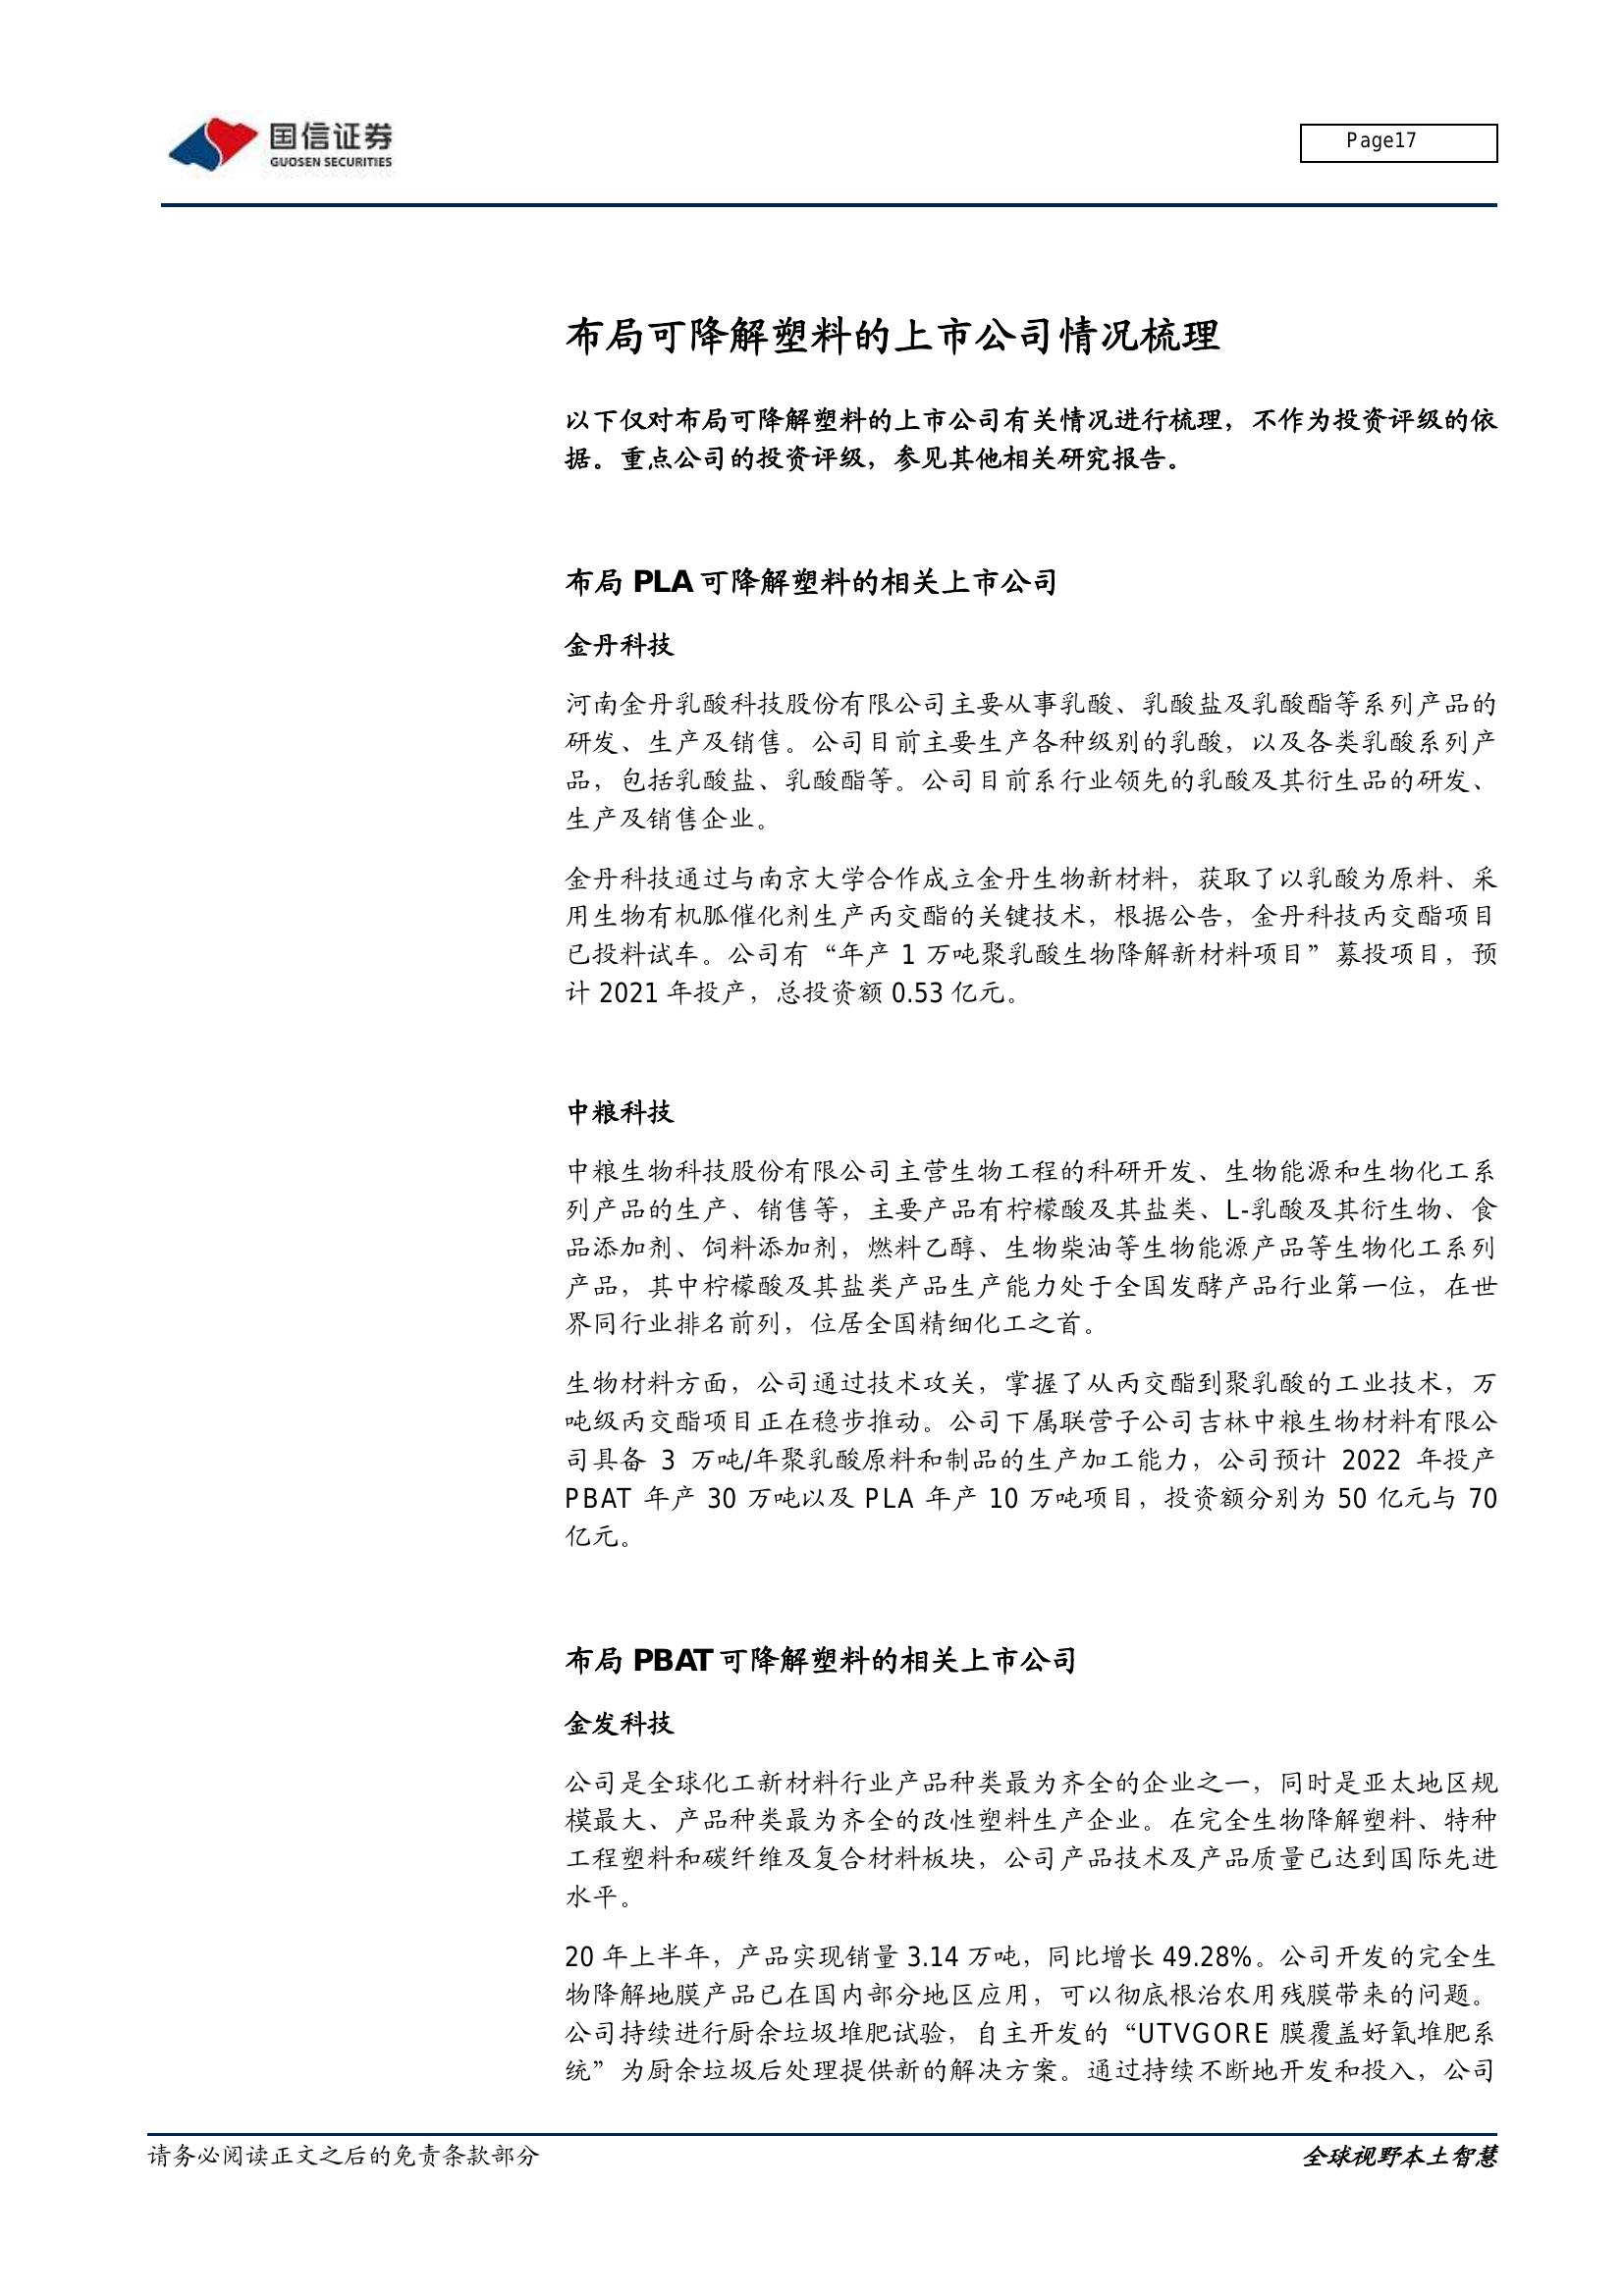 国信证券
GUOSEN SECURITIES
Page17
布局可降解塑料的上市公司情况梳理
以下仅对布局可降解塑料的上市公司有关情况进行梳理，不作为投资评级的依
据。重点公司的投资评级，参见其他相关研究报告。
布局 PLA 可降解塑料的相关上市公司
金丹科技
河南金丹乳酸科技股份有限公司主要从事乳酸、乳酸盐及乳酸酯等系列产品的
研发、生产及销售。公司目前主要生产各种级别的乳酸，以及各类乳酸系列产
品，包括乳酸盐、乳酸酯等。公司目前系行业领先的乳酸及其衍生品的研发、
生产及销售企业。
金丹科技通过与南京大学合作成立金丹生物新材料，获取了以乳酸为原料、采
用生物有机胍催化剂生产丙交酯的关键技术，根据公告，金丹科技丙交酯项目
已投料试车。公司有“年产 1 万吨聚乳酸生物降解新材料项目”募投项目，预
计 2021 年投产，总投资额 0.53 亿元。
中粮科技
中粮生物科技股份有限公司主营生物工程的科研开发、生物能源和生物化工系
列产品的生产、销售等，主要产品有柠檬酸及其盐类、L-乳酸及其衍生物、食
品添加剂、饲料添加剂，燃料乙醇、生物柴油等生物能源产品等生物化工系列
产品，其中柠檬酸及其盐类产品生产能力处于全国发酵产品行业第一位，在世
界同行业排名前列，位居全国精细化工之首。
生物材料方面，公司通过技术攻关，掌握了从丙交酯到聚乳酸的工业技术，万
吨级丙交酯项目正在稳步推动。公司下属联营子公司吉林中粮生物材料有限公
司具备 3 万吨/年聚乳酸原料和制品的生产加工能力，公司预计 2022 年投产
PBAT 年产 30 万吨以及 PLA 年产 10 万吨项目，投资额分别为 50 亿元与 70
亿元。
布局 PBAT 可降解塑料的相关上市公司
金发科技
公司是全球化工新材料行业产品种类最为齐全的企业之一，同时是亚太地区规
模最大、产品种类最为齐全的改性塑料生产企业。在完全生物降解塑料、特种
工程塑料和碳纤维及复合材料板块，公司产品技术及产品质量已达到国际先进
水平。
20 年上半年，产品实现销量 3.14 万吨，同比增长 49.28%。公司开发的完全生
物降解地膜产品已在国内部分地区应用，可以彻底根治农用残膜带来的问题。
公司持续进行厨余垃圾堆肥试验，自主开发的“UTVGORE 膜覆盖好氧堆肥系
统”为厨余垃圾后处理提供新的解决方案。通过持续不断地开发和投入，公司
请务必阅读正文之后的免责条款部分
全球视野本土智慧